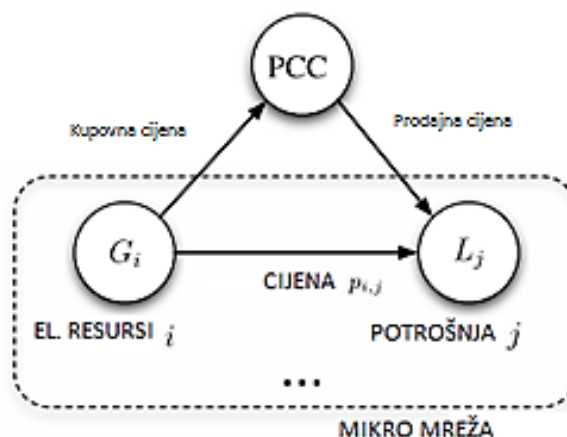 PCC
Kupovna cijena
Prodajna cijena
G_i
L_j
CIJENA p_{i,j}
EL. RESURSI i
POTROŠNJA j
...
MIKRO MREŽA